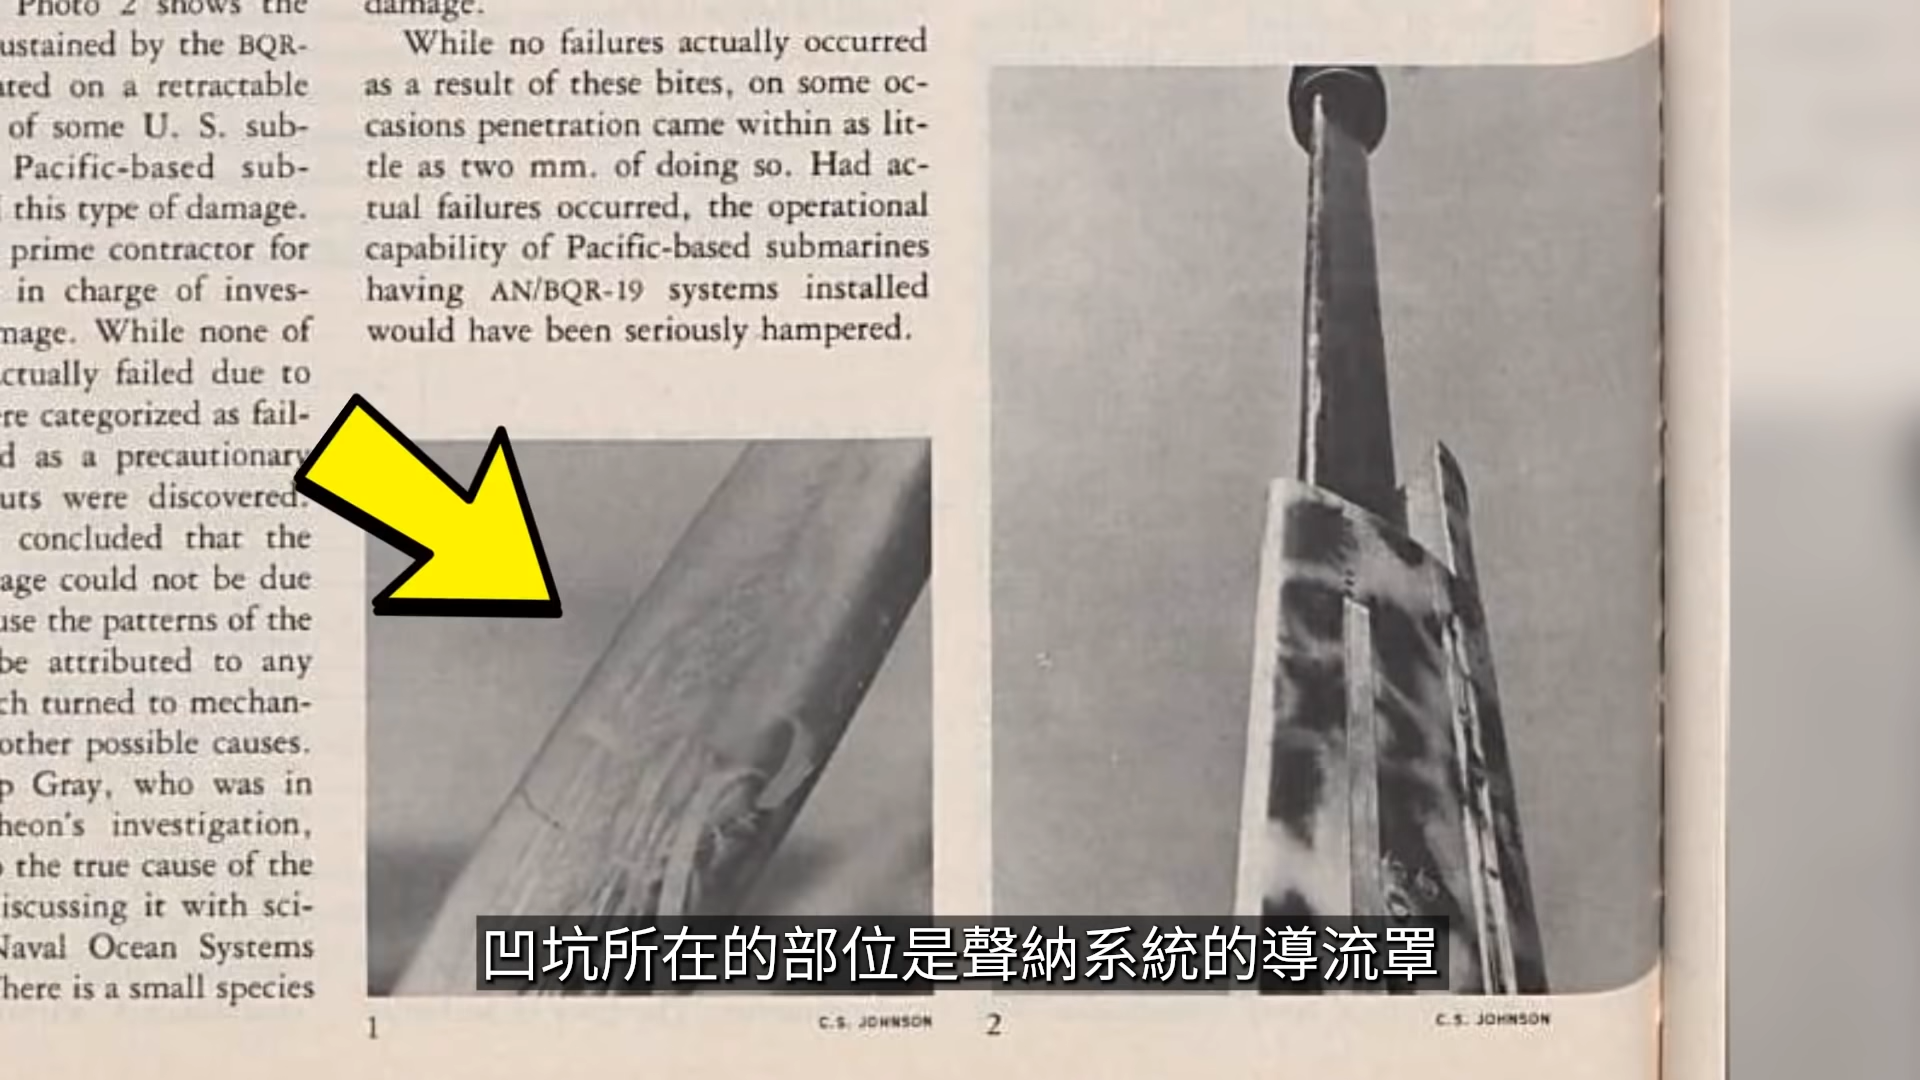 Photo 2 shows the
ustained by the BQR-
ated on a retractable
of some U. S. sub-
Pacific-based sub-
this type of damage.
prime contractor for
in charge of inves-
mage. While none of
ctually failed due to
re categorized as fail-
d as a precautionary
uts were discovered.
concluded that the
age could not be due
use the patterns of the
be attributed to any
ch turned to mechan-
other possible causes.
p Gray, who was in
heon's investigation,
the true cause of the
iscussing it with sci-
Naval Ocean Systems
here is a small species
damage.
While no failures actually occurred
as a result of these bites, on some oc-
casions penetration came within as lit-
tle as two mm. of doing so. Had ac-
tual failures occurred, the operational
capability of Pacific-based submarines
having AN/BQR-19 systems installed
would have been seriously hampered.
1
C.S. JOHNSON
2
C.S. JOHNSON
凹坑所在的部位是聲納系統的導流罩